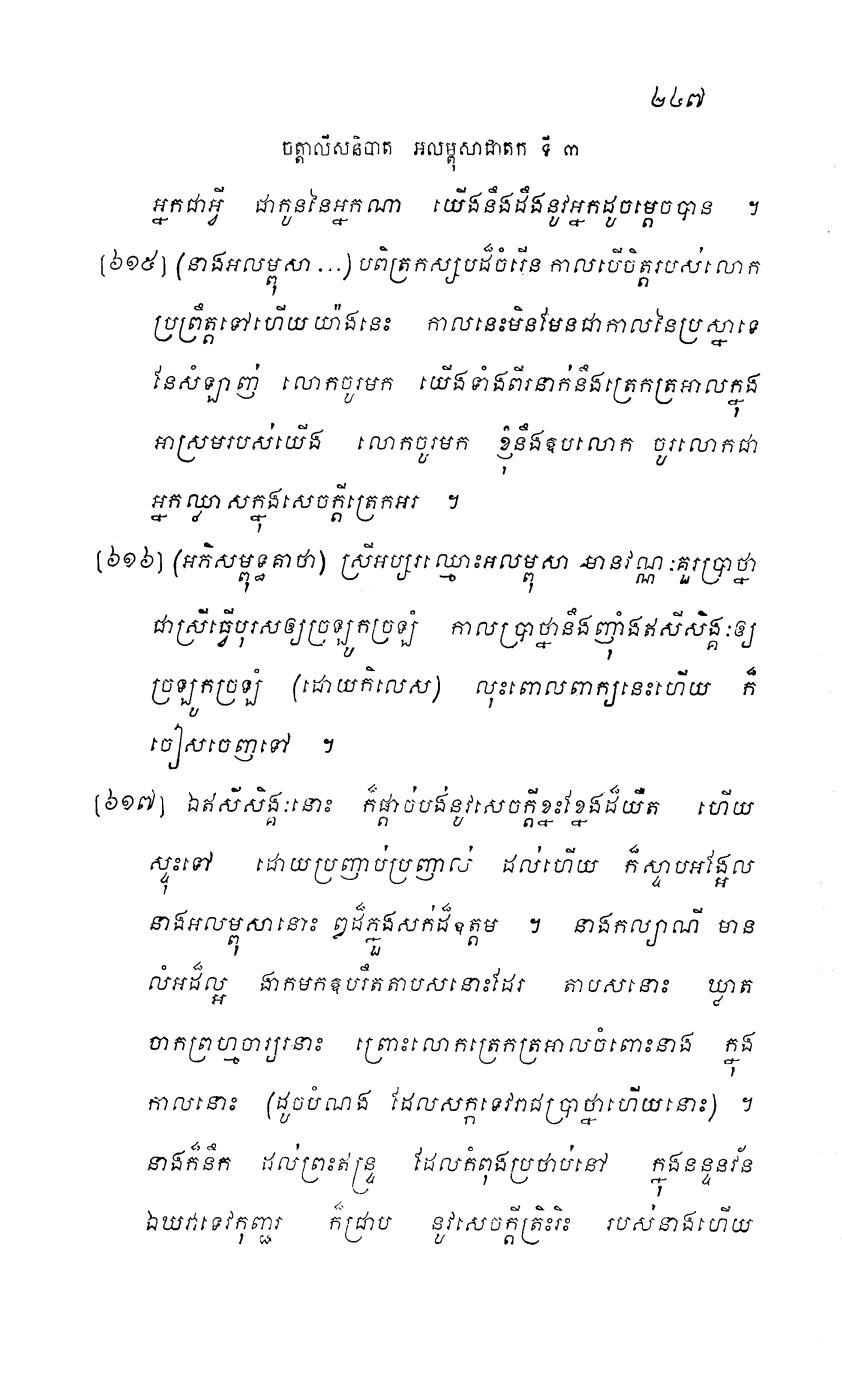 ២៤៧
ចត្តាលីសនិបាត អលម្ពុសាជាតក ទី ៣
អ្នកជាអ្វី ជាកូននៃអ្នកណា យើងនឹងដឹងនូវអ្នកដូចម្តេចបាន ។
[៦១៥] (នាងអលម្ពុសា ...) បពិត្រកស្សបដ៏ចំរើន កាលបើចិត្តរបស់លោក
ប្រព្រឹត្តទៅហើយយ៉ាងនេះ កាលនេះមិនមែនជាកាលនៃប្រស្នាទេ
នែសំឡាញ់ លោកចូរមក យើងទាំងពីរនាក់នឹងត្រេកត្រអាលក្នុង
អាស្រមរបស់យើង លោកចូរមក ខ្ញុំនឹងឱបលោក ចូរលោកជា
អ្នកឈ្លាសក្នុងសេចក្តីត្រេកអរ ។
[៦១៦] (អភិសម្ពុទ្ធគាថា) ស្រីអប្សរឈ្មោះអលម្ពុសា មានវណ្ណៈគួរប្រាថ្នា
ជាស្រីធ្វើបុរសឲ្យច្រឡូកច្រឡំ កាលប្រាថ្នានឹងញ៉ាំងឥសីសិង្គៈឲ្យ
ច្រឡូកច្រឡំ (ដោយកិលេស) លុះពោលពាក្យនេះហើយ ក៏
ចៀសចេញទៅ ។
[៦១៧] ឯឥសីសិង្គៈនោះ ក៏ផ្តាច់បង់នូវសេចក្តីខ្នះខ្នែងដ៏យឺត ហើយ
ស្ទុះទៅ ដោយប្រញាប់ប្រញាល់ ដល់ហើយ ក៏ស្ទាបអង្អែល
នាងអលម្ពុសានោះ ឰដ៏ភ្នួងសក់ដ៏ឧត្តម ។ នាងកល្យាណី មាន
លំអដ៏ល្អ ងាកមកឱបរឹតតាបសនោះដែរ តាបសនោះ ឃ្លាត
ចាកព្រហ្មចារ្យនោះ ព្រោះលោកត្រេកត្រអាលចំពោះនាង ក្នុង
កាលនោះ (ដូចបំណង ដែលសក្កទេវរាជប្រាថ្នាហើយនោះ) ។
នាងក៏នឹក ដល់ព្រះឥន្ទ្រ ដែលកំពុងប្រថាប់នៅ ក្នុងនន្ទនវ័ន
ឯមឃវទេវកុញ្ជរ ក៏ជ្រាប នូវសេចក្តីត្រិះរិះ របស់នាងហើយ